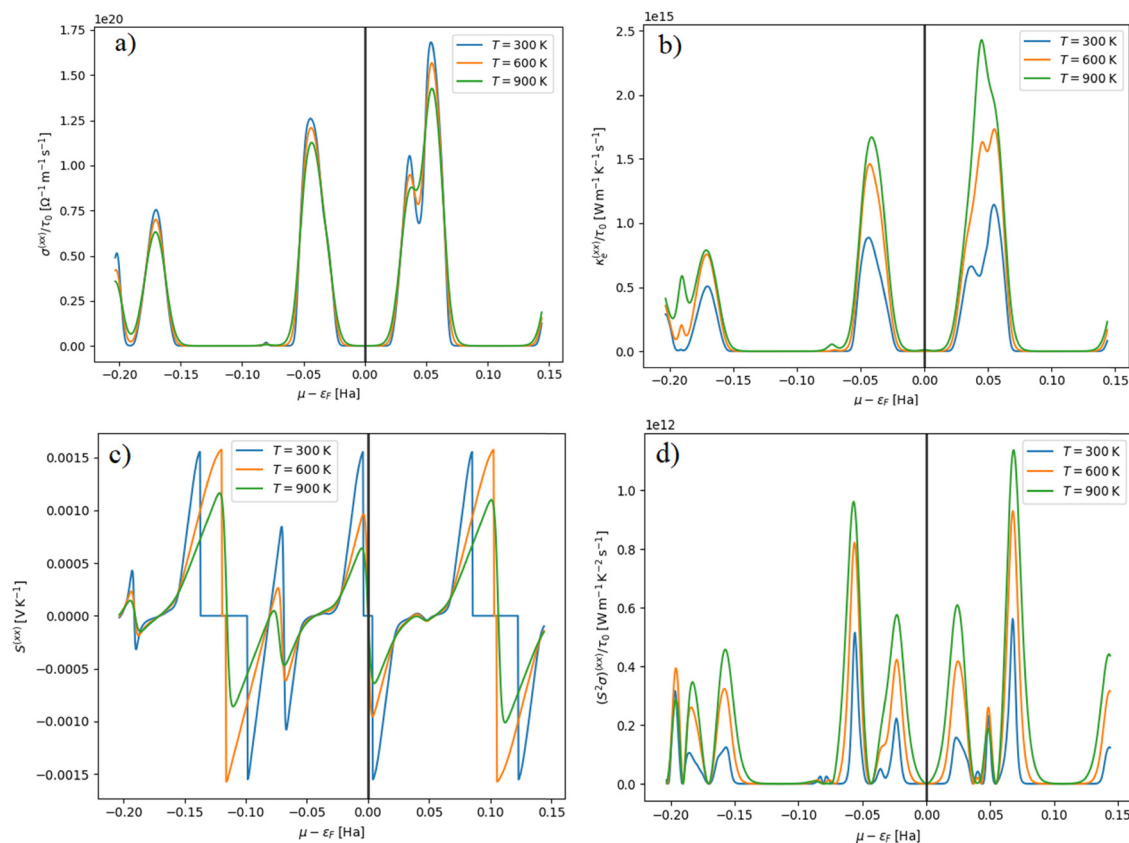 1e20
a)
T = 300 K
T = 600 K
T = 900 K
σ^(xx)/τ₀ [Ω⁻¹ m⁻¹ s⁻¹]
1.75
1.50
1.25
1.00
0.75
0.50
0.25
0.00
−0.20 −0.15 −0.10 −0.05 0.00 0.05 0.10 0.15
μ − ε_F [Ha]
1e15
b)
T = 300 K
T = 600 K
T = 900 K
κ_e^(xx)/τ₀ [W m⁻¹ K⁻¹ s⁻¹]
2.5
2.0
1.5
1.0
0.5
0.0
−0.20 −0.15 −0.10 −0.05 0.00 0.05 0.10 0.15
μ − ε_F [Ha]
c)
T = 300 K
T = 600 K
T = 900 K
S^(xx) [V K⁻¹]
0.0015
0.0010
0.0005
0.0000
−0.0005
−0.0010
−0.0015
−0.20 −0.15 −0.10 −0.05 0.00 0.05 0.10 0.15
μ − ε_F [Ha]
1e12
d)
T = 300 K
T = 600 K
T = 900 K
(S²σ)^(xx)/τ₀ [W m⁻¹ K⁻² s⁻¹]
1.0
0.8
0.6
0.4
0.2
0.0
−0.20 −0.15 −0.10 −0.05 0.00 0.05 0.10 0.15
μ − ε_F [Ha]